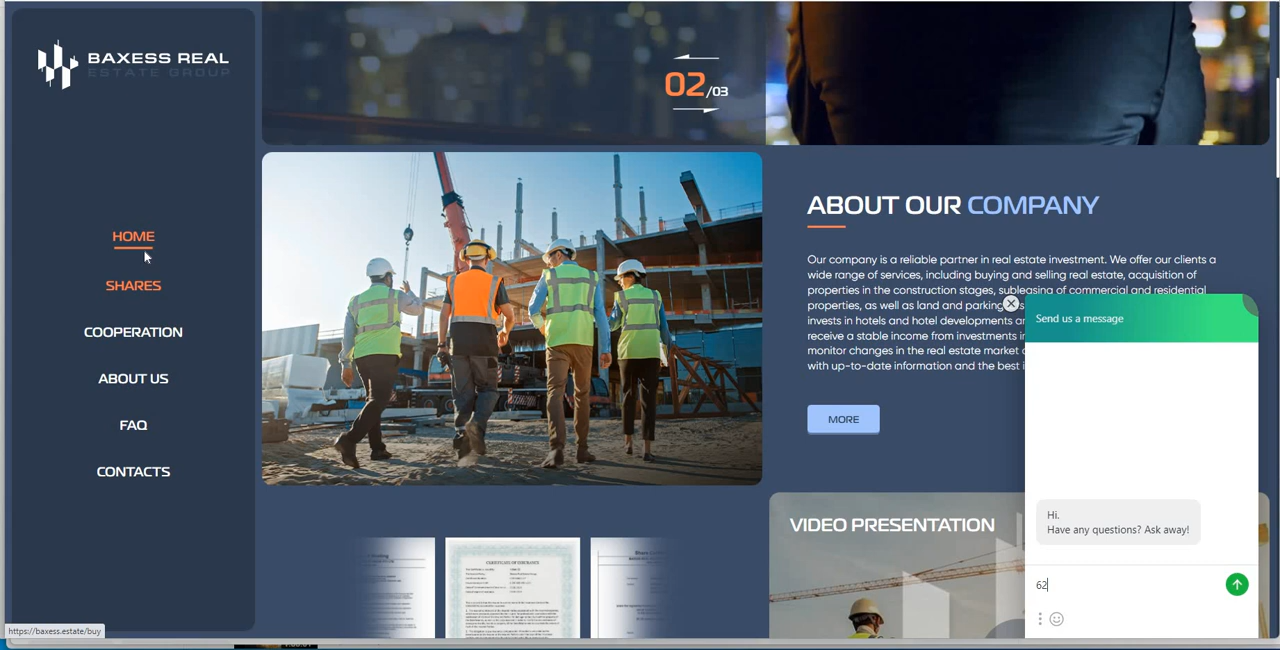 BAXESS REAL
ESTATE GROUP
HOME
SHARES
COOPERATION
ABOUT US
FAQ
CONTACTS
https://baxess.estate/buy
02/03
ABOUT OUR COMPANY
Our company is a reliable partner in real estate investment. We offer our clients a
wide range of services, including buying and selling real estate, acquisition of
properties in the construction stages, subleasing of commercial and residential
properties, as well as land and parking
invests in hotels and hotel developments
receive a stable income from investments
monitor changes in the real estate market
with up-to-date information and the best
MORE
CERTIFICATE OF INSURANCE
VIDEO PRESENTATION
Send us a message
Hi.
Have any questions? Ask away!
62